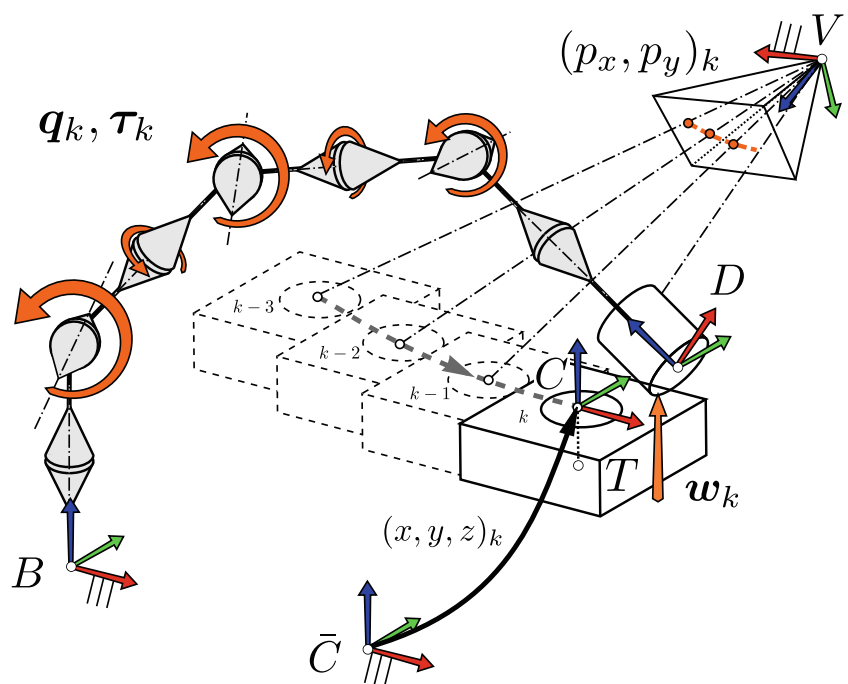 V
(p_x, p_y)_k
q_k, τ_k
k − 3
k − 2
k − 1
k
D
C
T
w_k
(x, y, z)_k
B
C̄